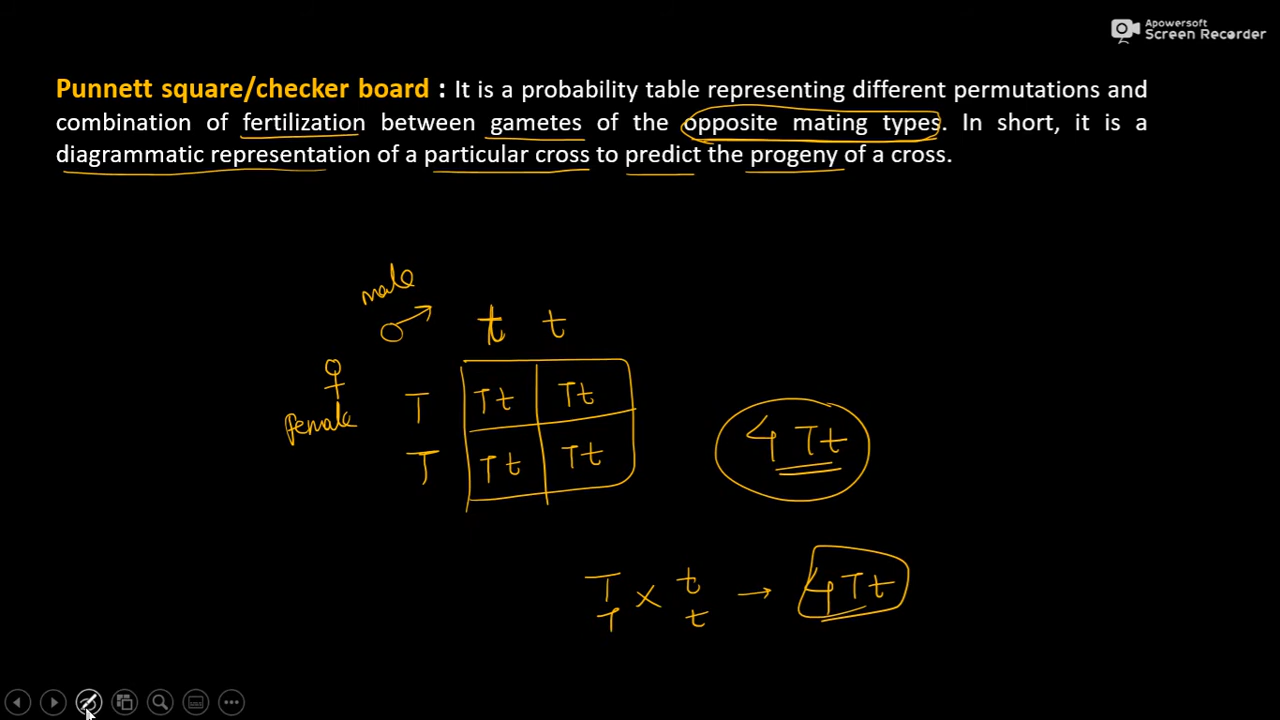 Apowersoft
Screen Recorder
Punnett square/checker board : It is a probability table representing different permutations and
combination of fertilization between gametes of the opposite mating types. In short, it is a
diagrammatic representation of a particular cross to predict the progeny of a cross.
male
t t
female
T Tt Tt
T Tt Tt
4 Tt
T × t → 4Tt
T t